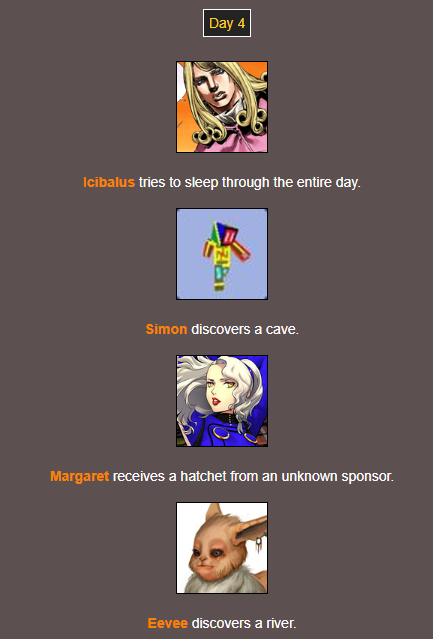 Day 4
Icibalus tries to sleep through the entire day.
Simon discovers a cave.
Margaret receives a hatchet from an unknown sponsor.
Eevee discovers a river.